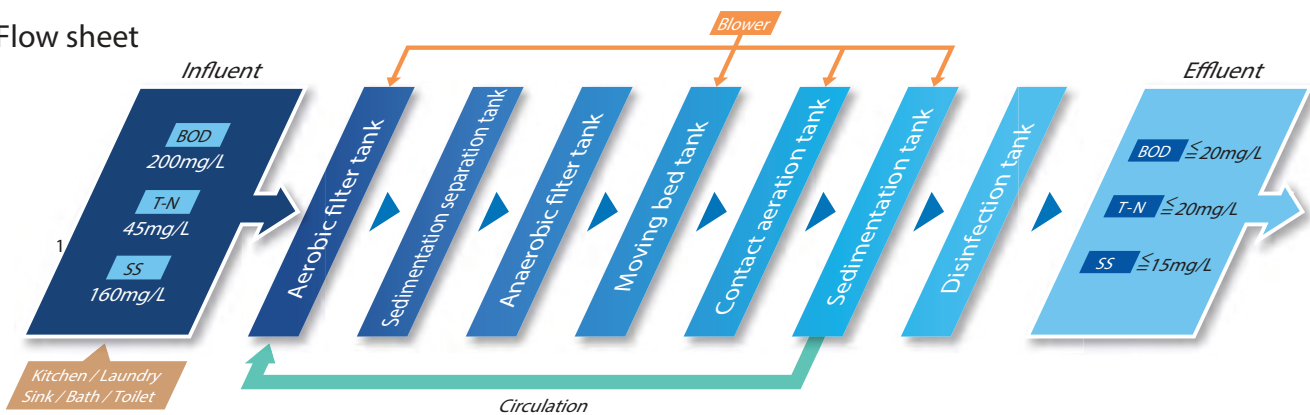 Flow sheet
Blower
Influent
Effluent
BOD
200mg/L
T-N
45mg/L
1
SS
160mg/L
Kitchen / Laundry
Sink / Bath / Toilet
Aerobic filter tank
Sedimentation separation tank
Anaerobic filter tank
Moving bed tank
Contact aeration tank
Sedimentation tank
Disinfection tank
BOD ≦20mg/L
T-N ≦20mg/L
SS ≦15mg/L
Circulation